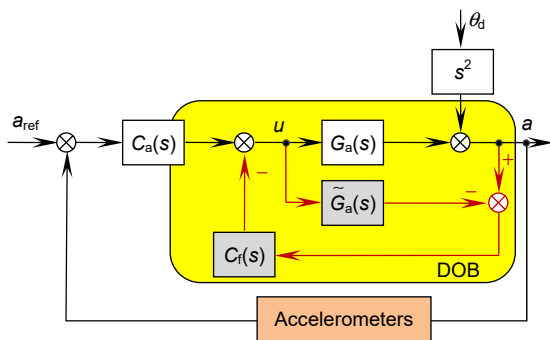 θd
s²
aref
Ca(s)
u
Ga(s)
a
+
−
−
G̃a(s)
Cf(s)
DOB
Accelerometers